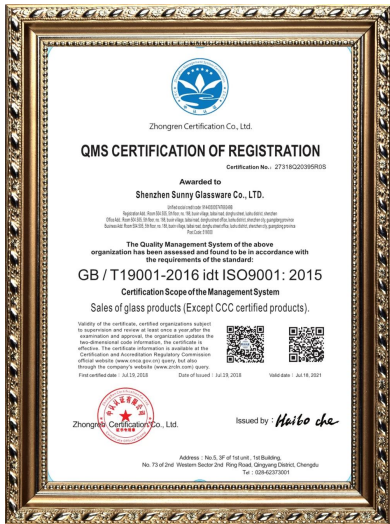 Zhongren Certification Co., Ltd.
QMS CERTIFICATION OF REGISTRATION
Certification No.: 27318Q20395R0S
Awarded to
Shenzhen Sunny Glassware Co., LTD.
The Quality Management System of the above
organization has been assessed and found to be in accordance with
the requirements of the standard:
GB / T19001-2016 idt ISO9001: 2015
Certification Scope of the Management System
Sales of glass products (Except CCC certified products).
Validity of the certificate, certified organizations subject
to supervision and review at least once a year,after the
examination and approval, the organization updates the
two-dimensional code information, the certificate is
effective. The certificate information is available at the
Certification and Accreditation Regulatory Commission
official website (www.cnca.gov.cn) query, but also
through the company's website (www.zrcln.com) query.
First certified date : Jul.19, 2018 Date of Issued : Jul.19, 2018 Valid date : Jul.18, 2021
Zhongren Certification Co., Ltd.
Issued by : Haibo che
Address : No.5, 3F of 1st unit, 1st Building,
No. 73 of 2nd Western Sector 2nd Ring Road, Qingyang District, Chengdu
Tel : 028-62373001